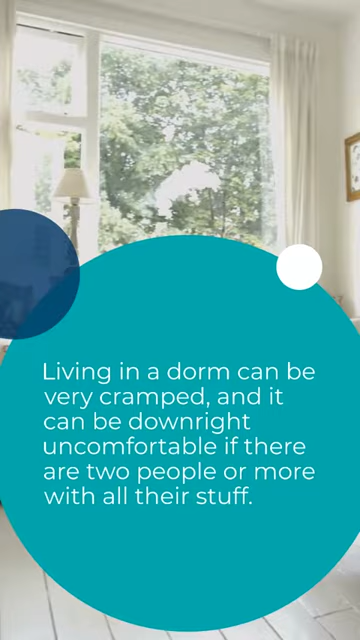 Living in a dorm can be
very cramped, and it
can be downright
uncomfortable if there
are two people or more
with all their stuff.